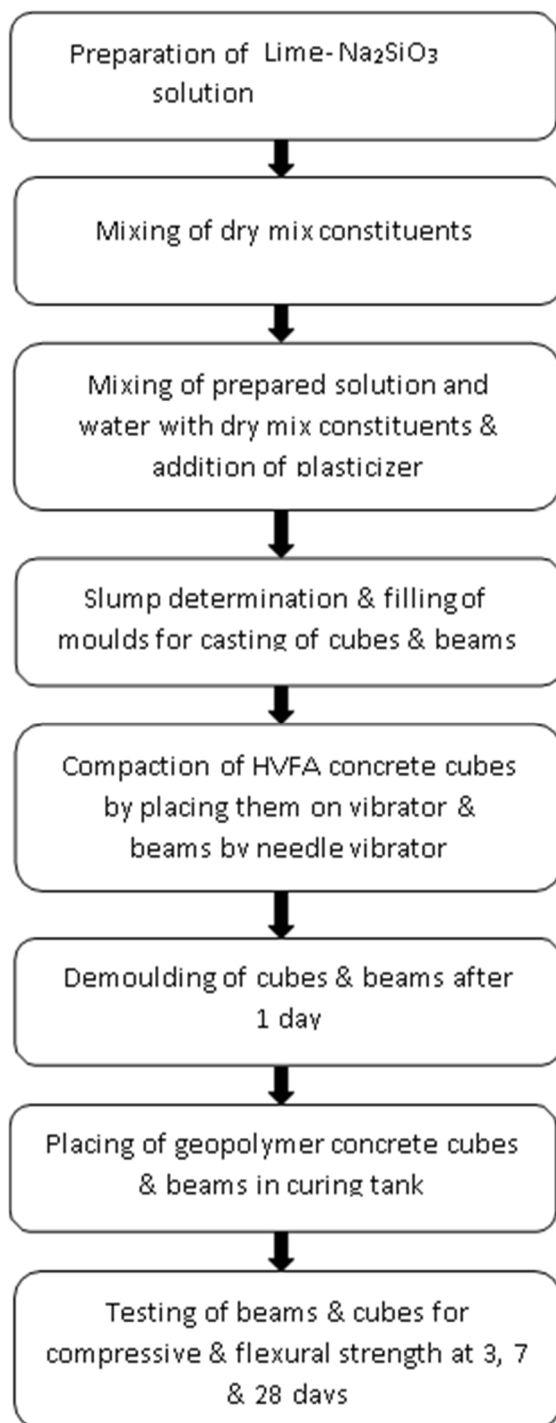 Preparation of Lime-Na₂SiO₃
solution
Mixing of dry mix constituents
Mixing of prepared solution and
water with dry mix constituents &
addition of plasticizer
Slump determination & filling of
moulds for casting of cubes & beams
Compaction of HVFA concrete cubes
by placing them on vibrator &
beams by needle vibrator
Demoulding of cubes & beams after
1 day
Placing of geopolymer concrete cubes
& beams in curing tank
Testing of beams & cubes for
compressive & flexural strength at 3, 7
& 28 days